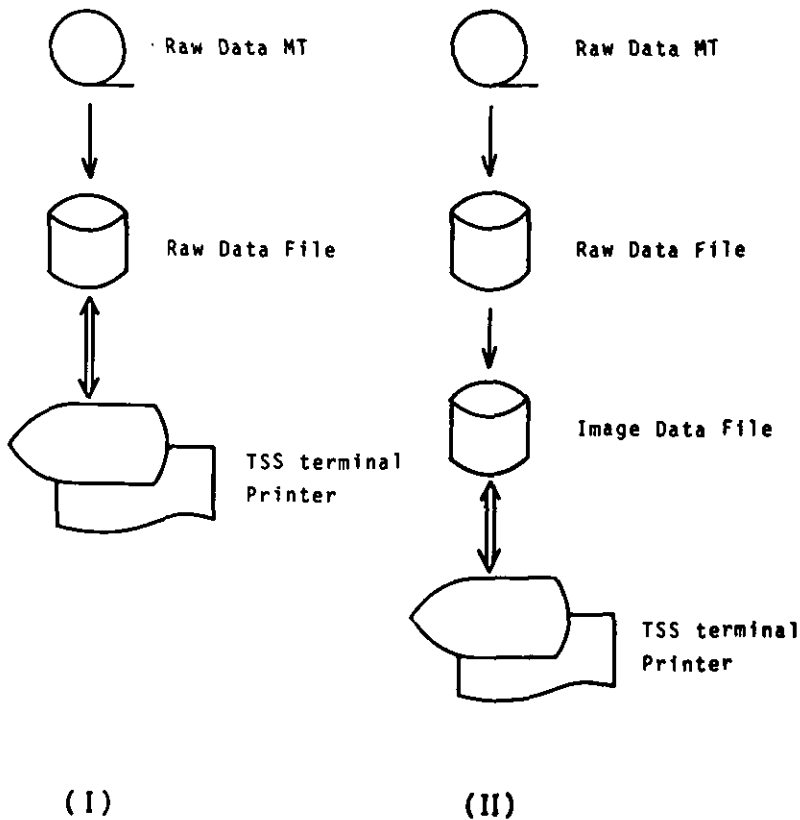 Raw Data MT
Raw Data File
TSS terminal
Printer
(I)
Raw Data MT
Raw Data File
Image Data File
TSS terminal
Printer
(II)